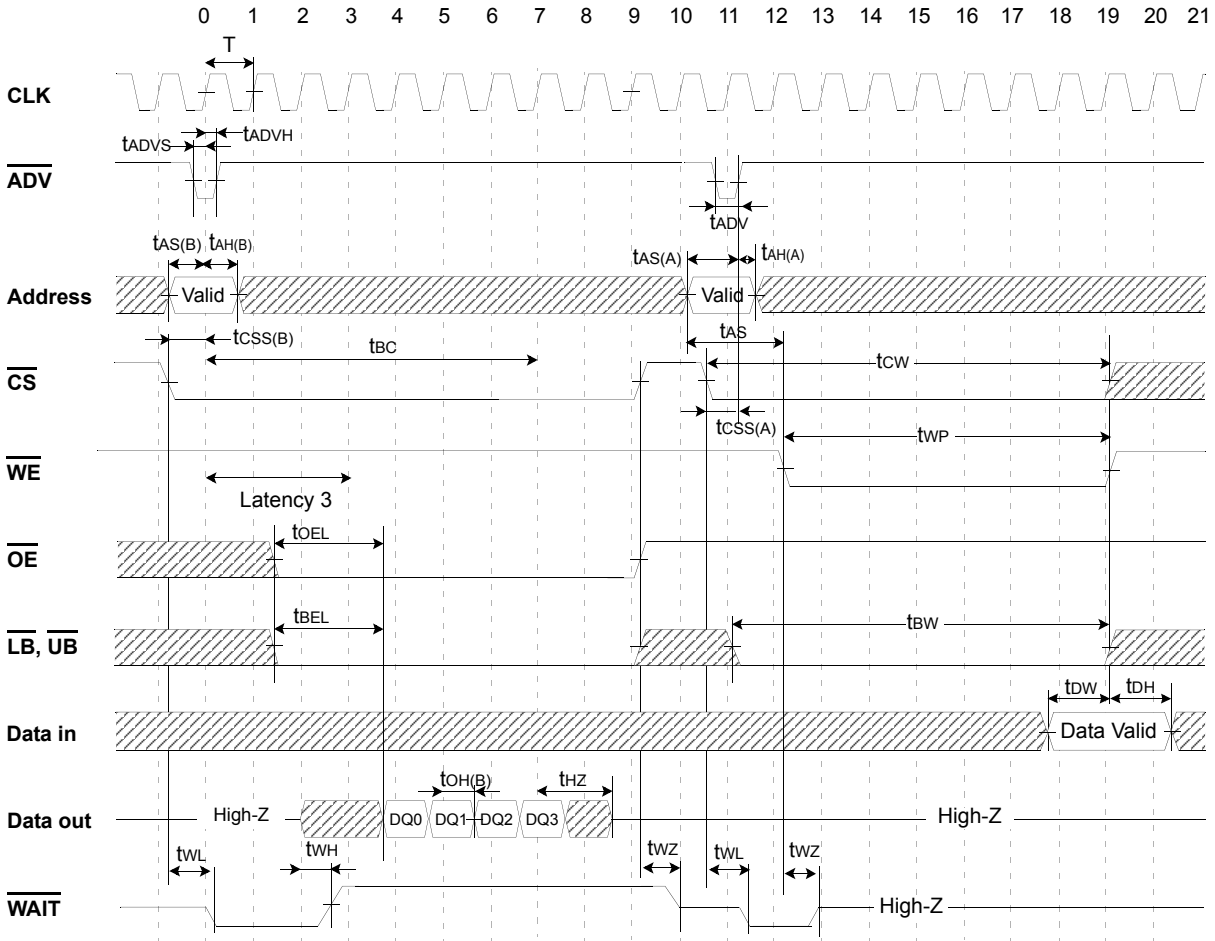 0 1 2 3 4 5 6 7 8 9 10 11 12 13 14 15 16 17 18 19 20 21
T
CLK
tADVH
tADVS
ADV
tADV
tAS(B) tAH(B) tAS(A) tAH(A)
Address Valid Valid
tCSS(B) tAS
tBC
CS tCW
tCSS(A)
tWP
WE
Latency 3
tOEL
OE
tBEL tBW
LB, UB
tDW tDH
Data in Data Valid
tOH(B) tHZ
Data out High-Z DQ0 DQ1 DQ2 DQ3 High-Z
tWL tWH tWZ tWL tWZ
WAIT High-Z